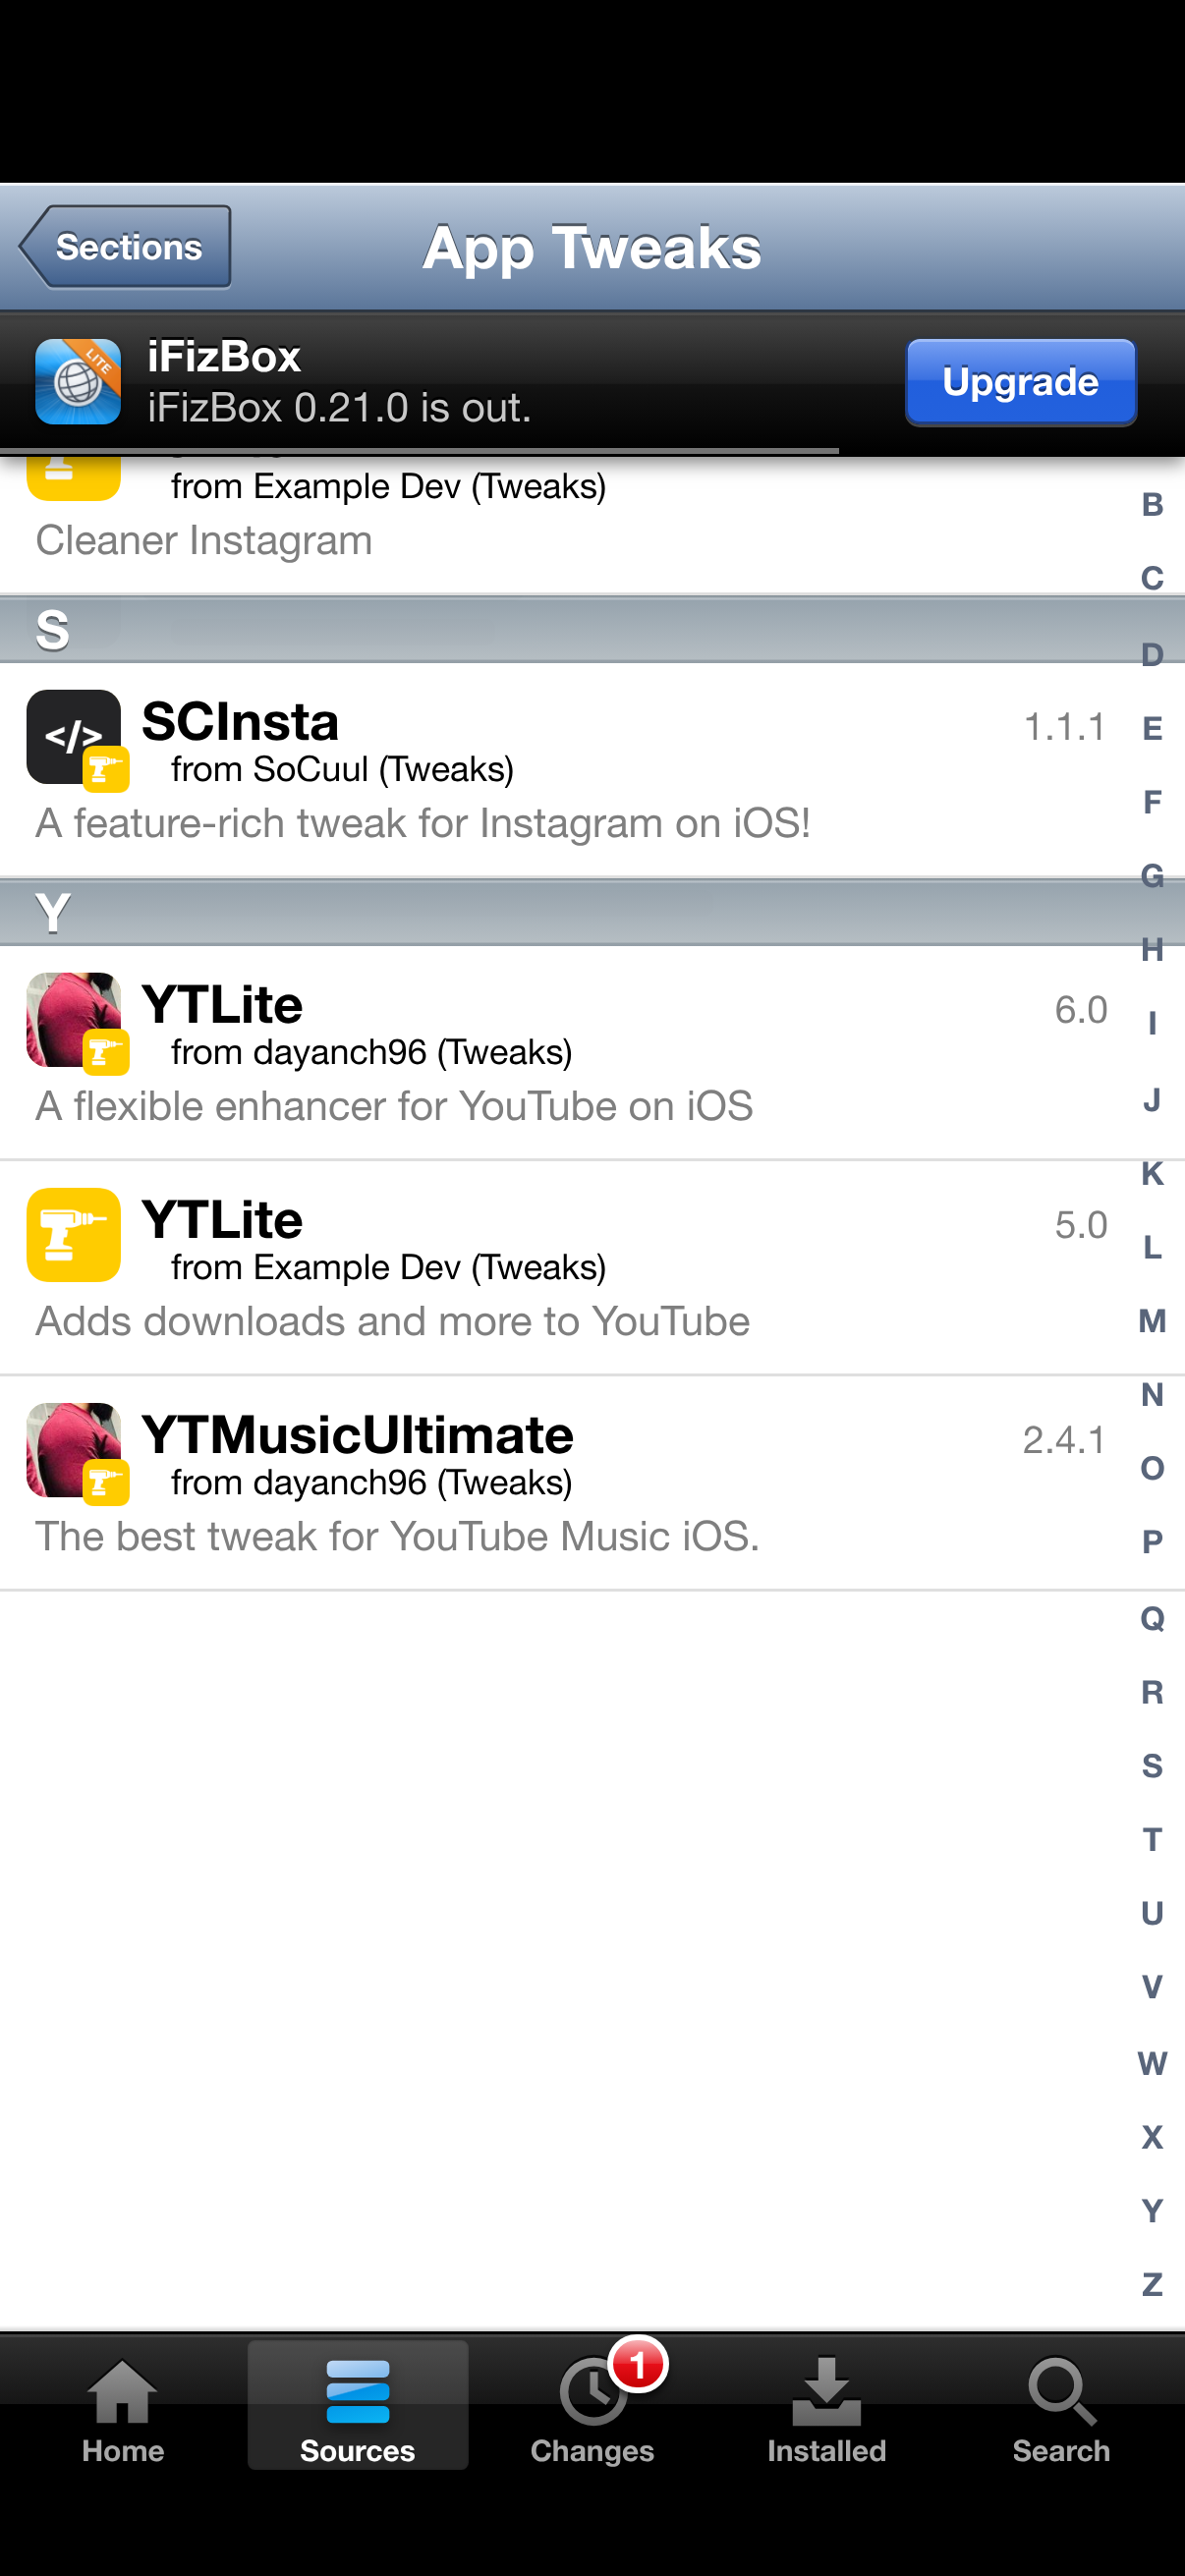 Sections
App Tweaks
LITE
iFizBox
iFizBox 0.21.0 is out.
Upgrade
from Example Dev (Tweaks)
Cleaner Instagram
S
</>
SCInsta
1.1.1
from SoCuul (Tweaks)
A feature-rich tweak for Instagram on iOS!
Y
YTLite
6.0
from dayanch96 (Tweaks)
A flexible enhancer for YouTube on iOS
YTLite
5.0
from Example Dev (Tweaks)
Adds downloads and more to YouTube
YTMusicUltimate
2.4.1
from dayanch96 (Tweaks)
The best tweak for YouTube Music iOS.
B
C
D
E
F
G
H
I
J
K
L
M
N
O
P
Q
R
S
T
U
V
W
X
Y
Z
1
Home
Sources
Changes
Installed
Search